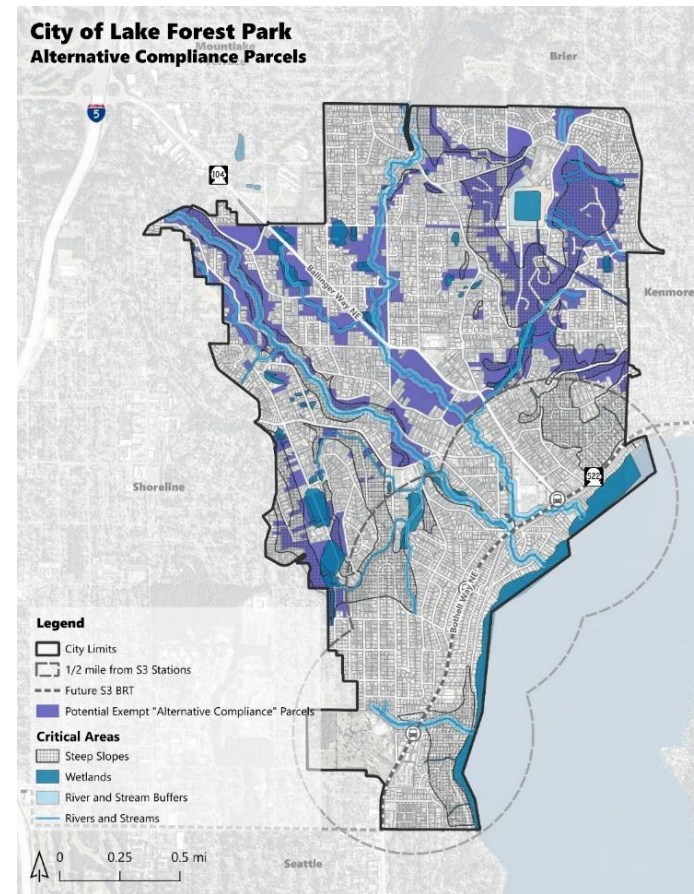 City of Lake Forest Park
Alternative Compliance Parcels
Mountlake
Brier
5
104
Ballinger Way NE
Kenmore
Shoreline
522
Bothell Way NE
Legend
City Limits
1/2 mile from S3 Stations
Future S3 BRT
Potential Exempt "Alternative Compliance" Parcels
Critical Areas
Steep Slopes
Wetlands
River and Stream Buffers
Rivers and Streams
0 0.25 0.5 mi
Seattle